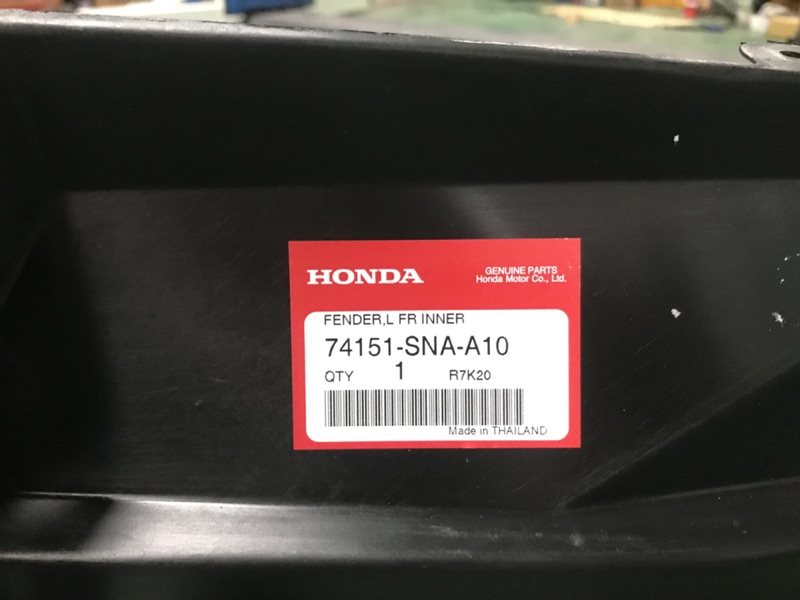 HONDA
GENUINE PARTS
Honda Motor Co., Ltd.
FENDER,L FR INNER
74151-SNA-A10
QTY 1 R7K20
Made in THAILAND